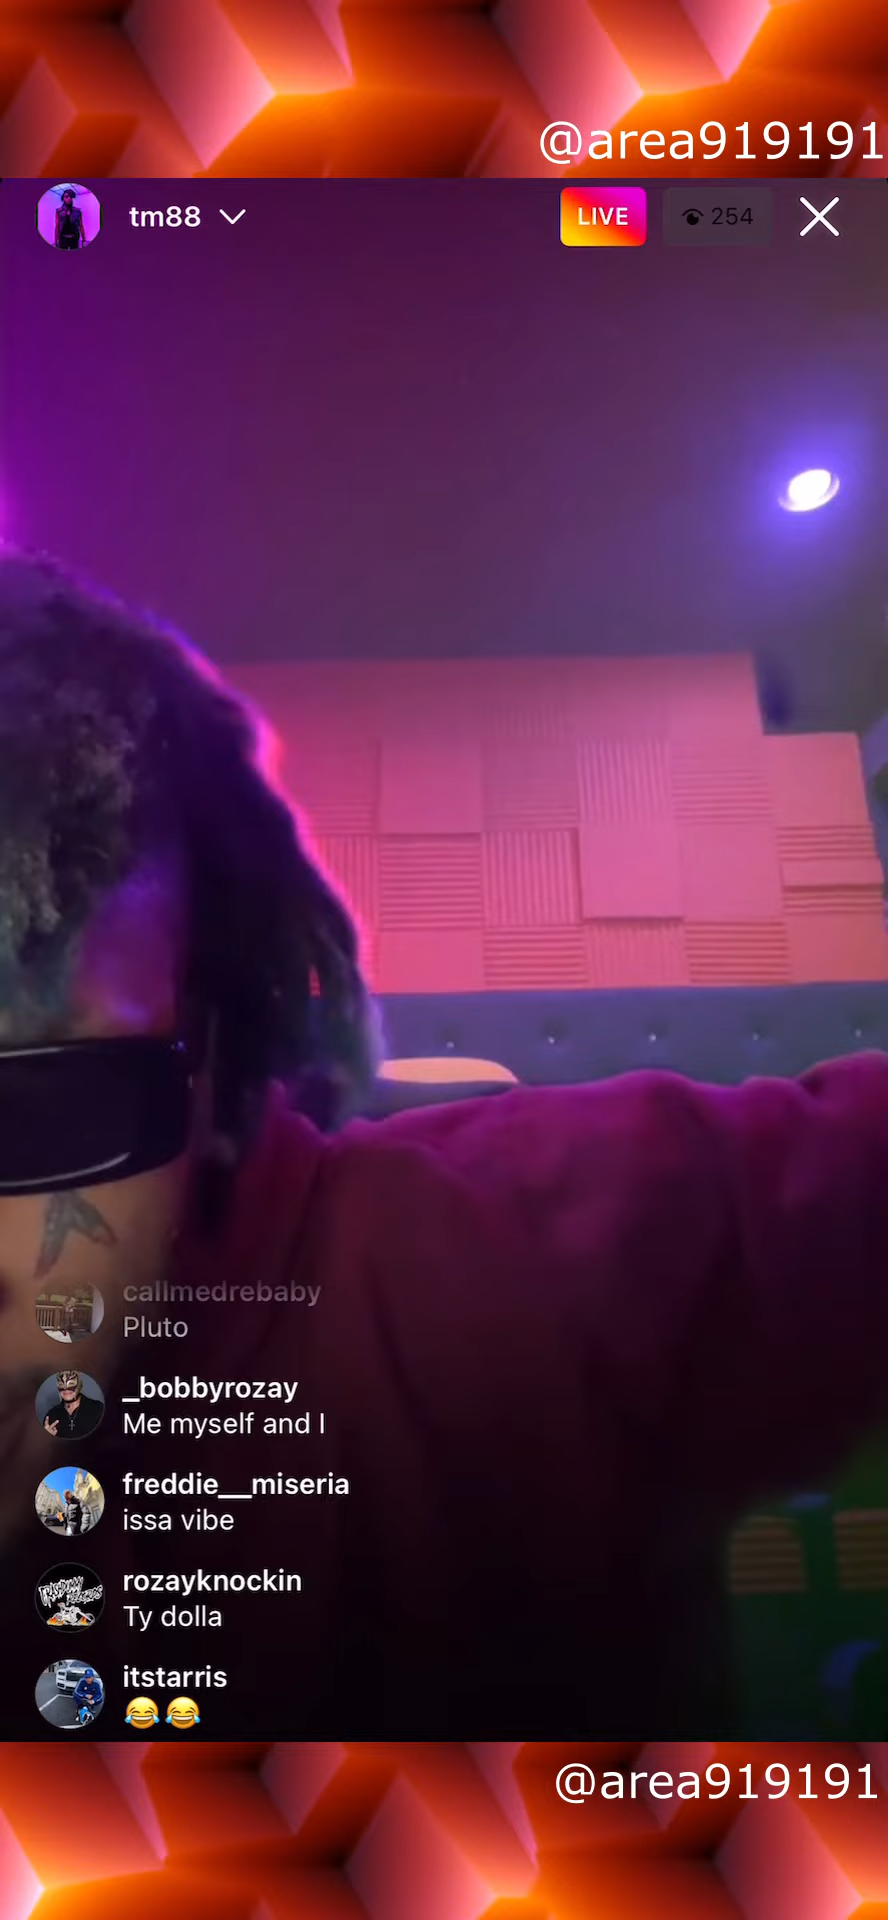 @area919191
tm88
LIVE
254
callmedrebaby
Pluto
_bobbyrozay
Me myself and I
freddie__miseria
issa vibe
rozayknockin
Ty dolla
itstarris
😂😂
@area919191